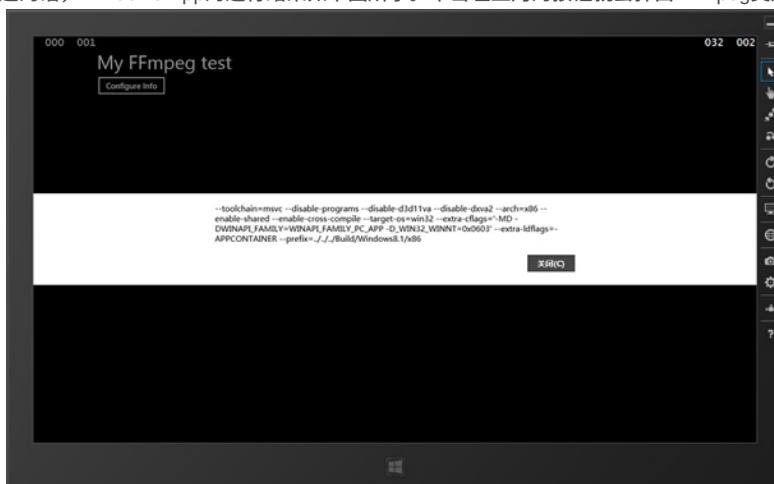 000 001
032 002
My FFmpeg test
Configure Info
--toolchain=msvc --disable-programs --disable-d3d11va --disable-dxva2 --arch=x86 --
enable-shared --enable-cross-compile --target-os=win32 --extra-cflags='-MD -
DWINAPI_FAMILY=WINAPI_FAMILY_PC_APP -D_WIN32_WINNT=0x0603' --extra-ldflags=-
APPCONTAINER --prefix=../../../Build/Windows8.1/x86
关闭(C)